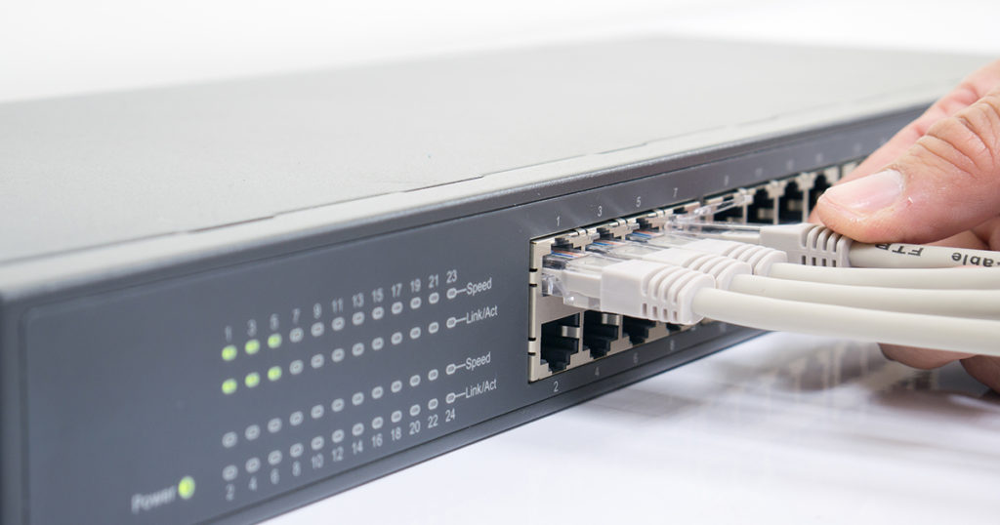 1 3 5 7 9 11 13 15 17 19 21 23
Speed
Link/Act
Speed
Link/Act
2 4 6 8 10 12 14 16 18 20 22 24
Power
1 3 5 7 9 11
2 4 6 8